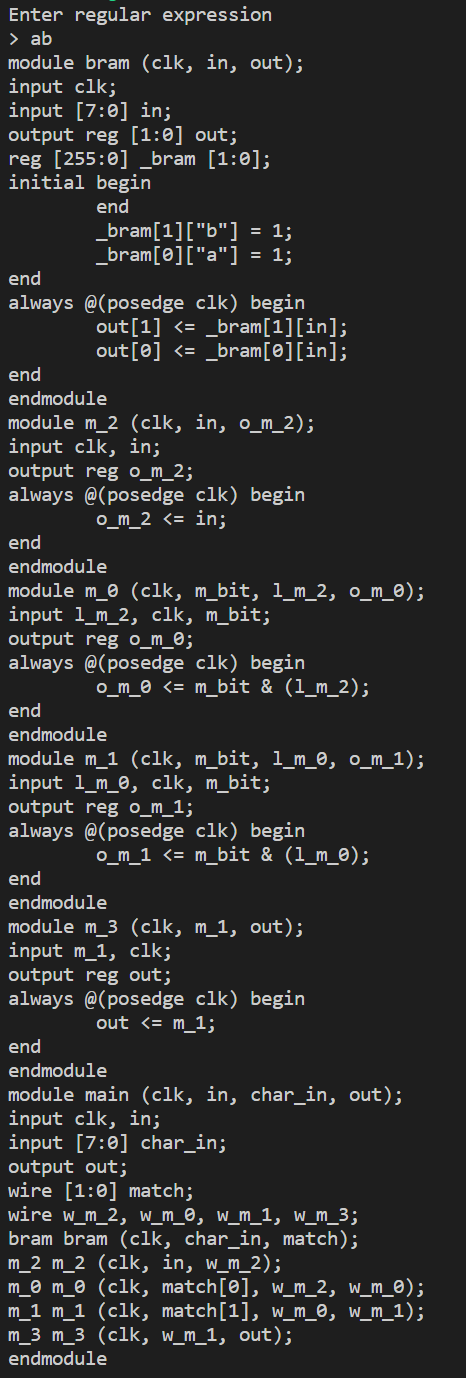 Enter regular expression
> ab
module bram (clk, in, out);
input clk;
input [7:0] in;
output reg [1:0] out;
reg [255:0] _bram [1:0];
initial begin
        end
        _bram[1]["b"] = 1;
        _bram[0]["a"] = 1;
end
always @(posedge clk) begin
        out[1] <= _bram[1][in];
        out[0] <= _bram[0][in];
end
endmodule
module m_2 (clk, in, o_m_2);
input clk, in;
output reg o_m_2;
always @(posedge clk) begin
        o_m_2 <= in;
end
endmodule
module m_0 (clk, m_bit, l_m_2, o_m_0);
input l_m_2, clk, m_bit;
output reg o_m_0;
always @(posedge clk) begin
        o_m_0 <= m_bit & (l_m_2);
end
endmodule
module m_1 (clk, m_bit, l_m_0, o_m_1);
input l_m_0, clk, m_bit;
output reg o_m_1;
always @(posedge clk) begin
        o_m_1 <= m_bit & (l_m_0);
end
endmodule
module m_3 (clk, m_1, out);
input m_1, clk;
output reg out;
always @(posedge clk) begin
        out <= m_1;
end
endmodule
module main (clk, in, char_in, out);
input clk, in;
input [7:0] char_in;
output out;
wire [1:0] match;
wire w_m_2, w_m_0, w_m_1, w_m_3;
bram bram (clk, char_in, match);
m_2 m_2 (clk, in, w_m_2);
m_0 m_0 (clk, match[0], w_m_2, w_m_0);
m_1 m_1 (clk, match[1], w_m_0, w_m_1);
m_3 m_3 (clk, w_m_1, out);
endmodule